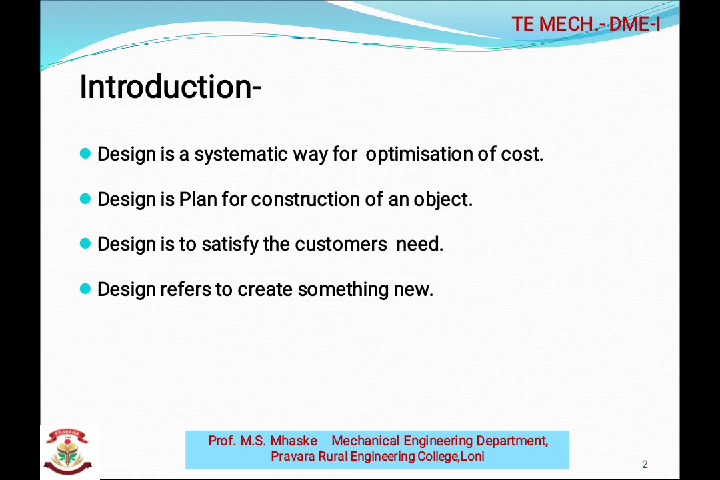 TE MECH.- DME-I
Introduction-
Design is a systematic way for optimisation of cost.
Design is Plan for construction of an object.
Design is to satisfy the customers need.
Design refers to create something new.
PRAVARA
Prof. M.S. Mhaske Mechanical Engineering Department,
Pravara Rural Engineering College,Loni
2